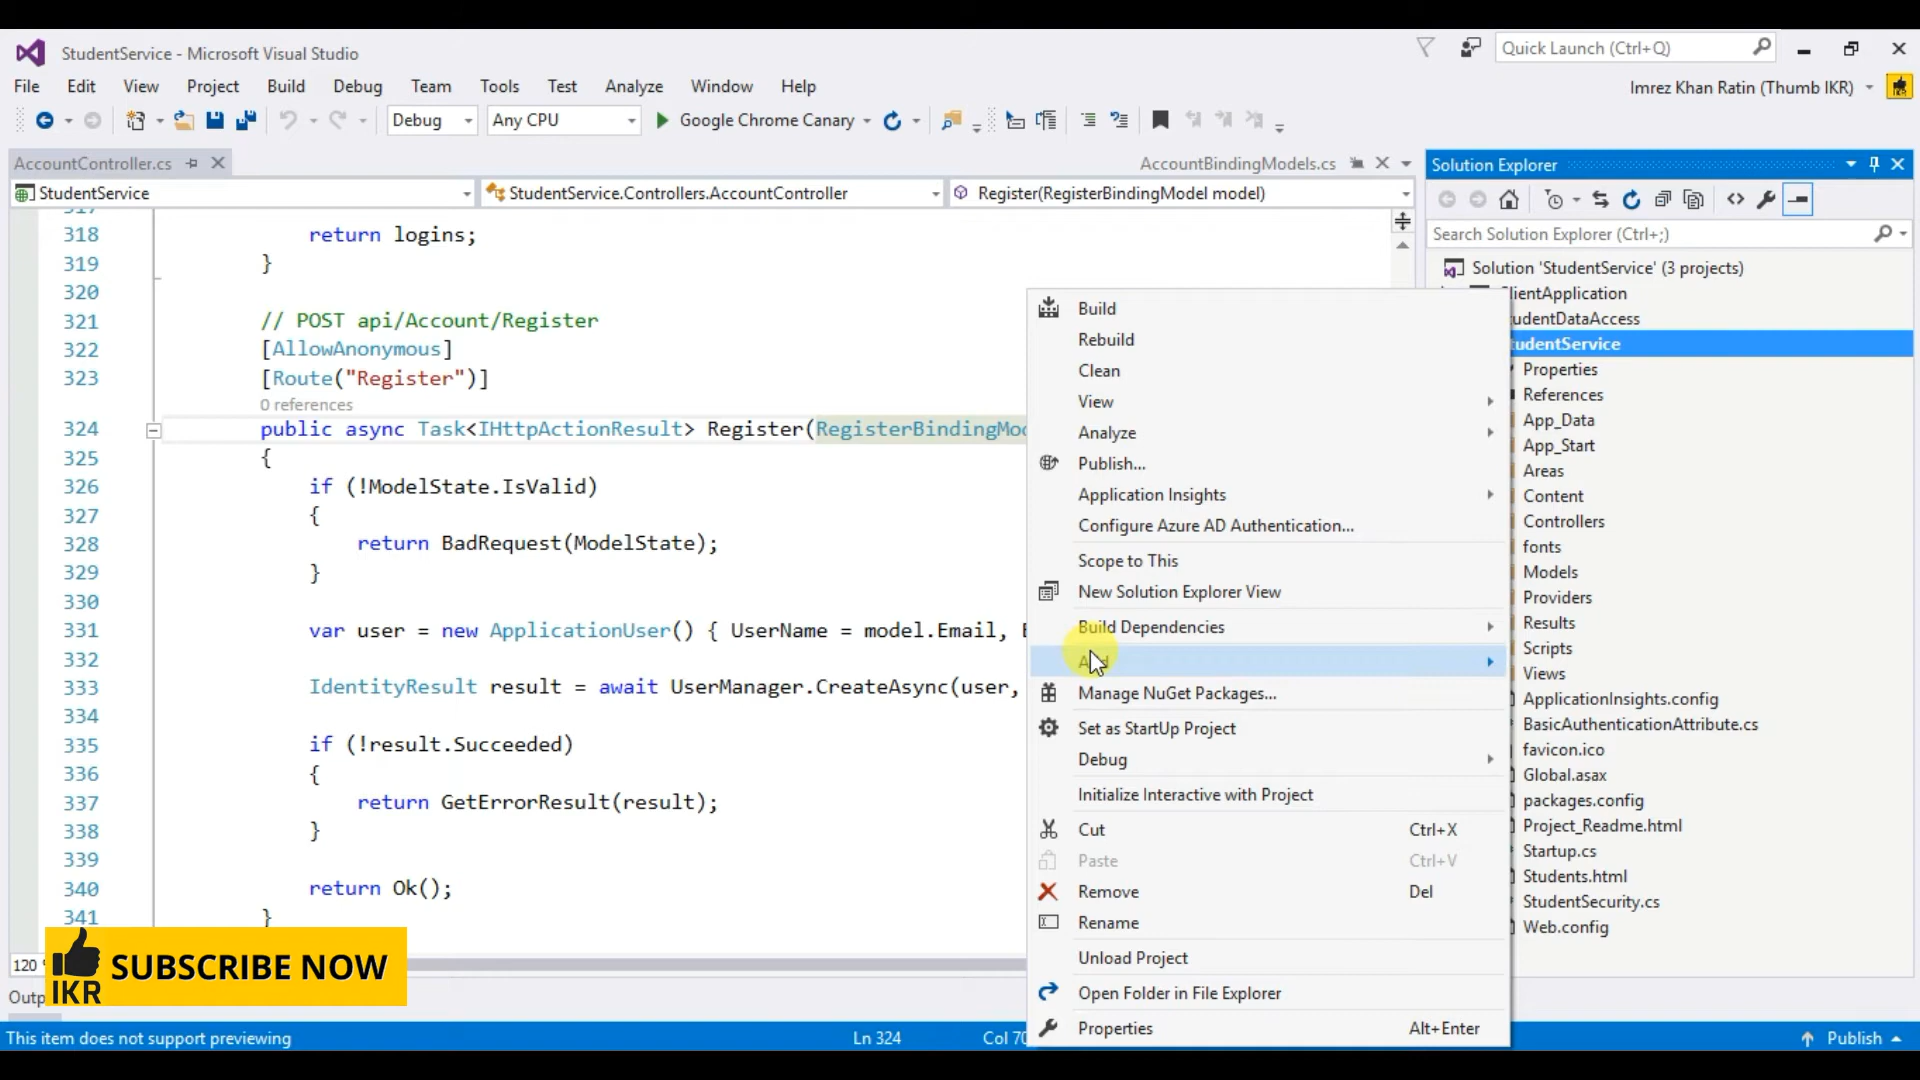 StudentService - Microsoft Visual Studio
Quick Launch (Ctrl+Q)
File Edit View Project Build Debug Team Tools Test Analyze Window Help
Imrez Khan Ratin (Thumb IKR)
Debug Any CPU Google Chrome Canary
AccountController.cs
AccountBindingModels.cs
StudentService
StudentService.Controllers.AccountController
Register(RegisterBindingModel model)
318 return logins;
319 }
320
321 // POST api/Account/Register
322 [AllowAnonymous]
323 [Route("Register")]
0 references
324 public async Task<IHttpActionResult> Register(RegisterBindingMo
325 {
326 if (!ModelState.IsValid)
327 {
328 return BadRequest(ModelState);
329 }
330
331 var user = new ApplicationUser() { UserName = model.Email,
332
333 IdentityResult result = await UserManager.CreateAsync(user,
334
335 if (!result.Succeeded)
336 {
337 return GetErrorResult(result);
338 }
339
340 return Ok();
341 }
120
SUBSCRIBE NOW
IKR
Outp
This item does not support previewing
Ln 324
Col 70
Publish
Build
Rebuild
Clean
View
Analyze
Publish...
Application Insights
Configure Azure AD Authentication...
Scope to This
New Solution Explorer View
Build Dependencies
Add
Manage NuGet Packages...
Set as StartUp Project
Debug
Initialize Interactive with Project
Cut Ctrl+X
Paste Ctrl+V
Remove Del
Rename
Unload Project
Open Folder in File Explorer
Properties Alt+Enter
Solution Explorer
Search Solution Explorer (Ctrl+;)
Solution 'StudentService' (3 projects)
ClientApplication
udentDataAccess
udentService
Properties
References
App_Data
App_Start
Areas
Content
Controllers
fonts
Models
Providers
Results
Scripts
Views
ApplicationInsights.config
BasicAuthenticationAttribute.cs
favicon.ico
Global.asax
packages.config
Project_Readme.html
Startup.cs
Students.html
StudentSecurity.cs
Web.config